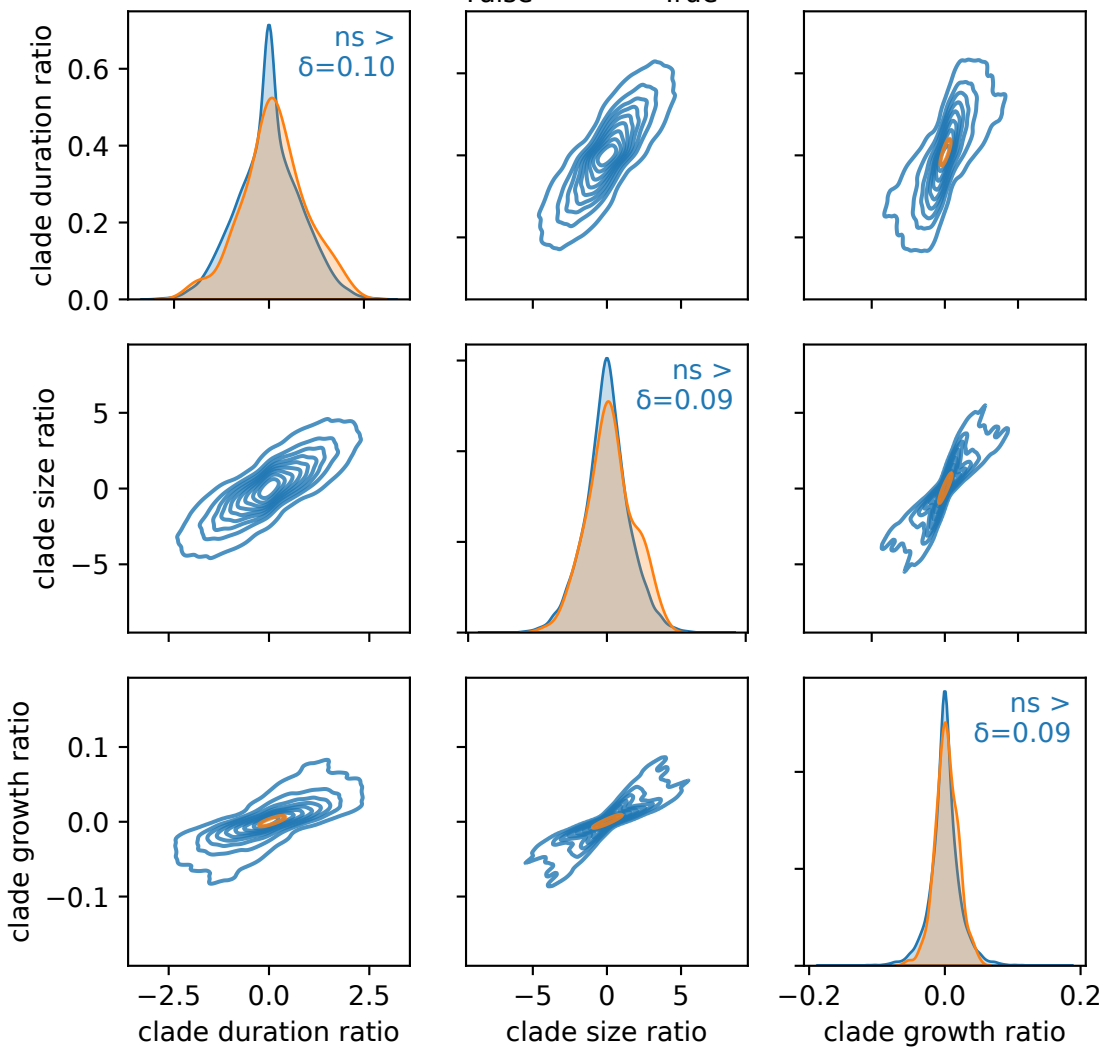 False True
clade duration ratio
0.6
0.4
0.2
0.0
ns >
δ=0.10
clade size ratio
5
0
−5
ns >
δ=0.09
clade growth ratio
0.1
0.0
−0.1
ns >
δ=0.09
−2.5 0.0 2.5
−5 0 5
−0.2 0.0 0.2
clade duration ratio
clade size ratio
clade growth ratio